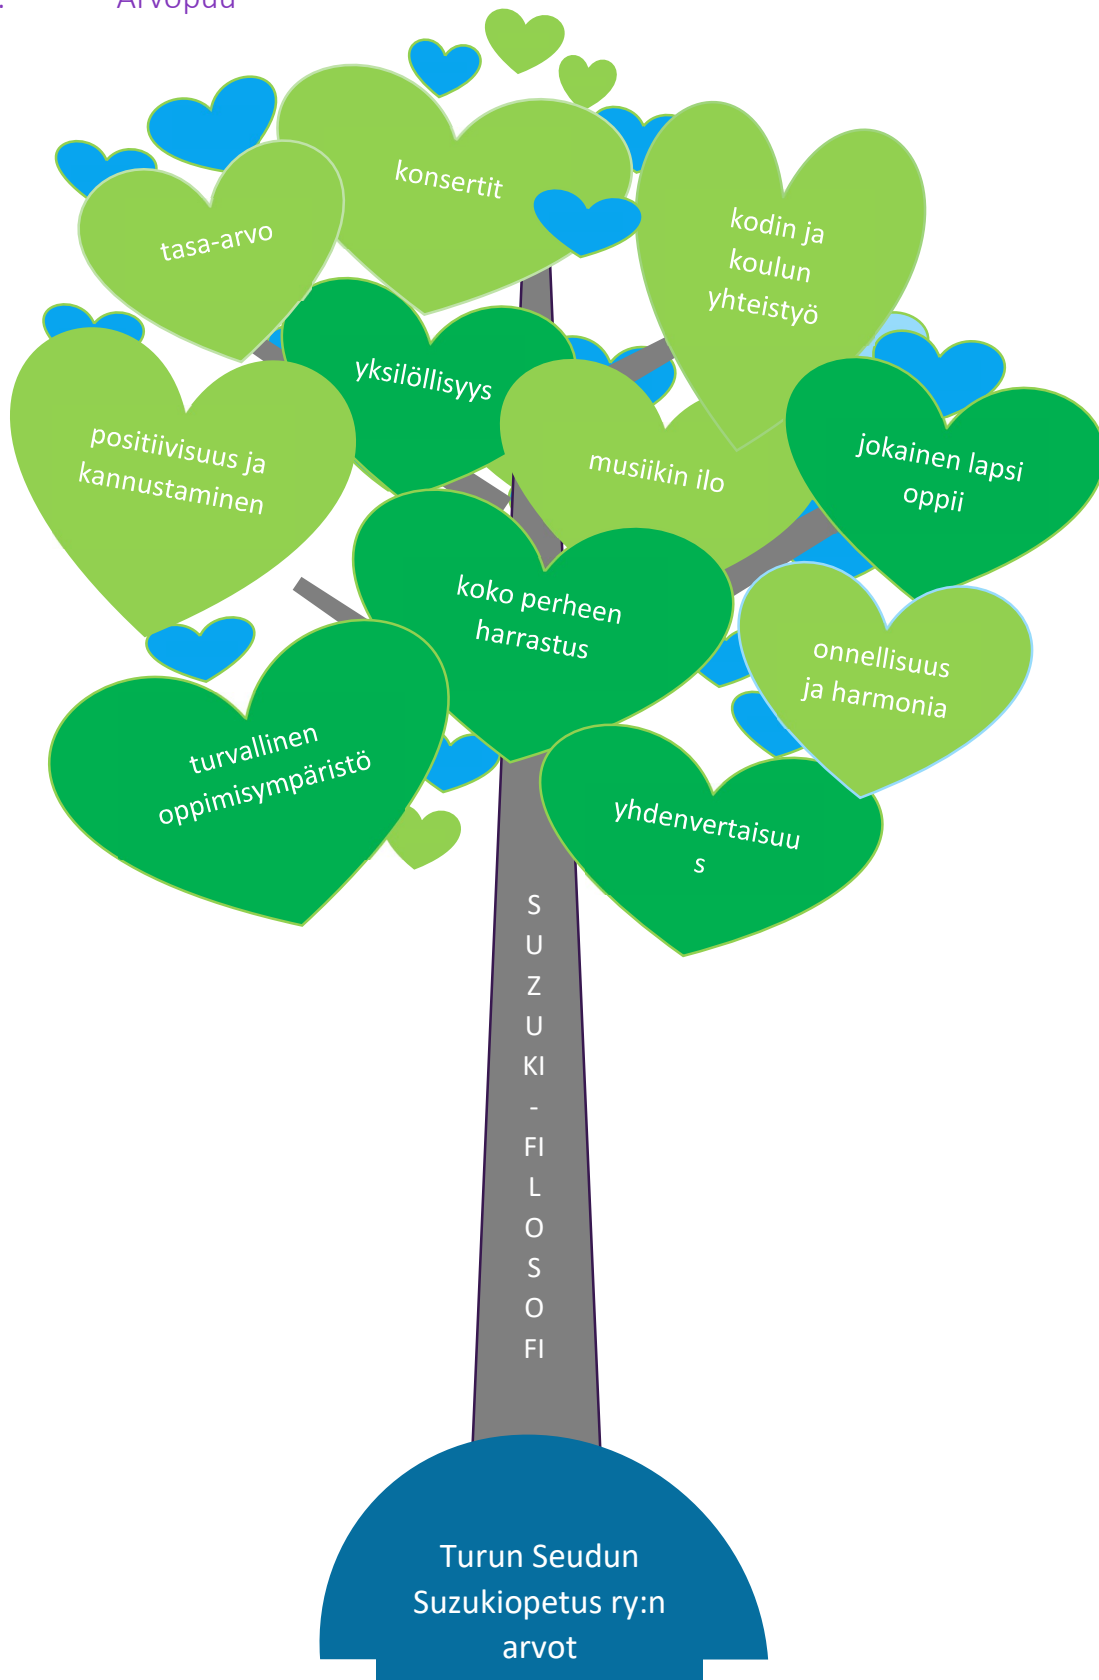 Arvopuu
konsertit
tasa-arvo
kodin ja
koulun
yhteistyö
yksilöllisyys
positiivisuus ja
kannustaminen
musiikin ilo
jokainen lapsi
oppii
koko perheen
harrastus
onnellisuus
ja harmonia
turvallinen
oppimisympäristö
yhdenvertaisuu
s
S
U
Z
U
KI
-
FI
L
O
S
O
FI
Turun Seudun
Suzukiopetus ry:n
arvot